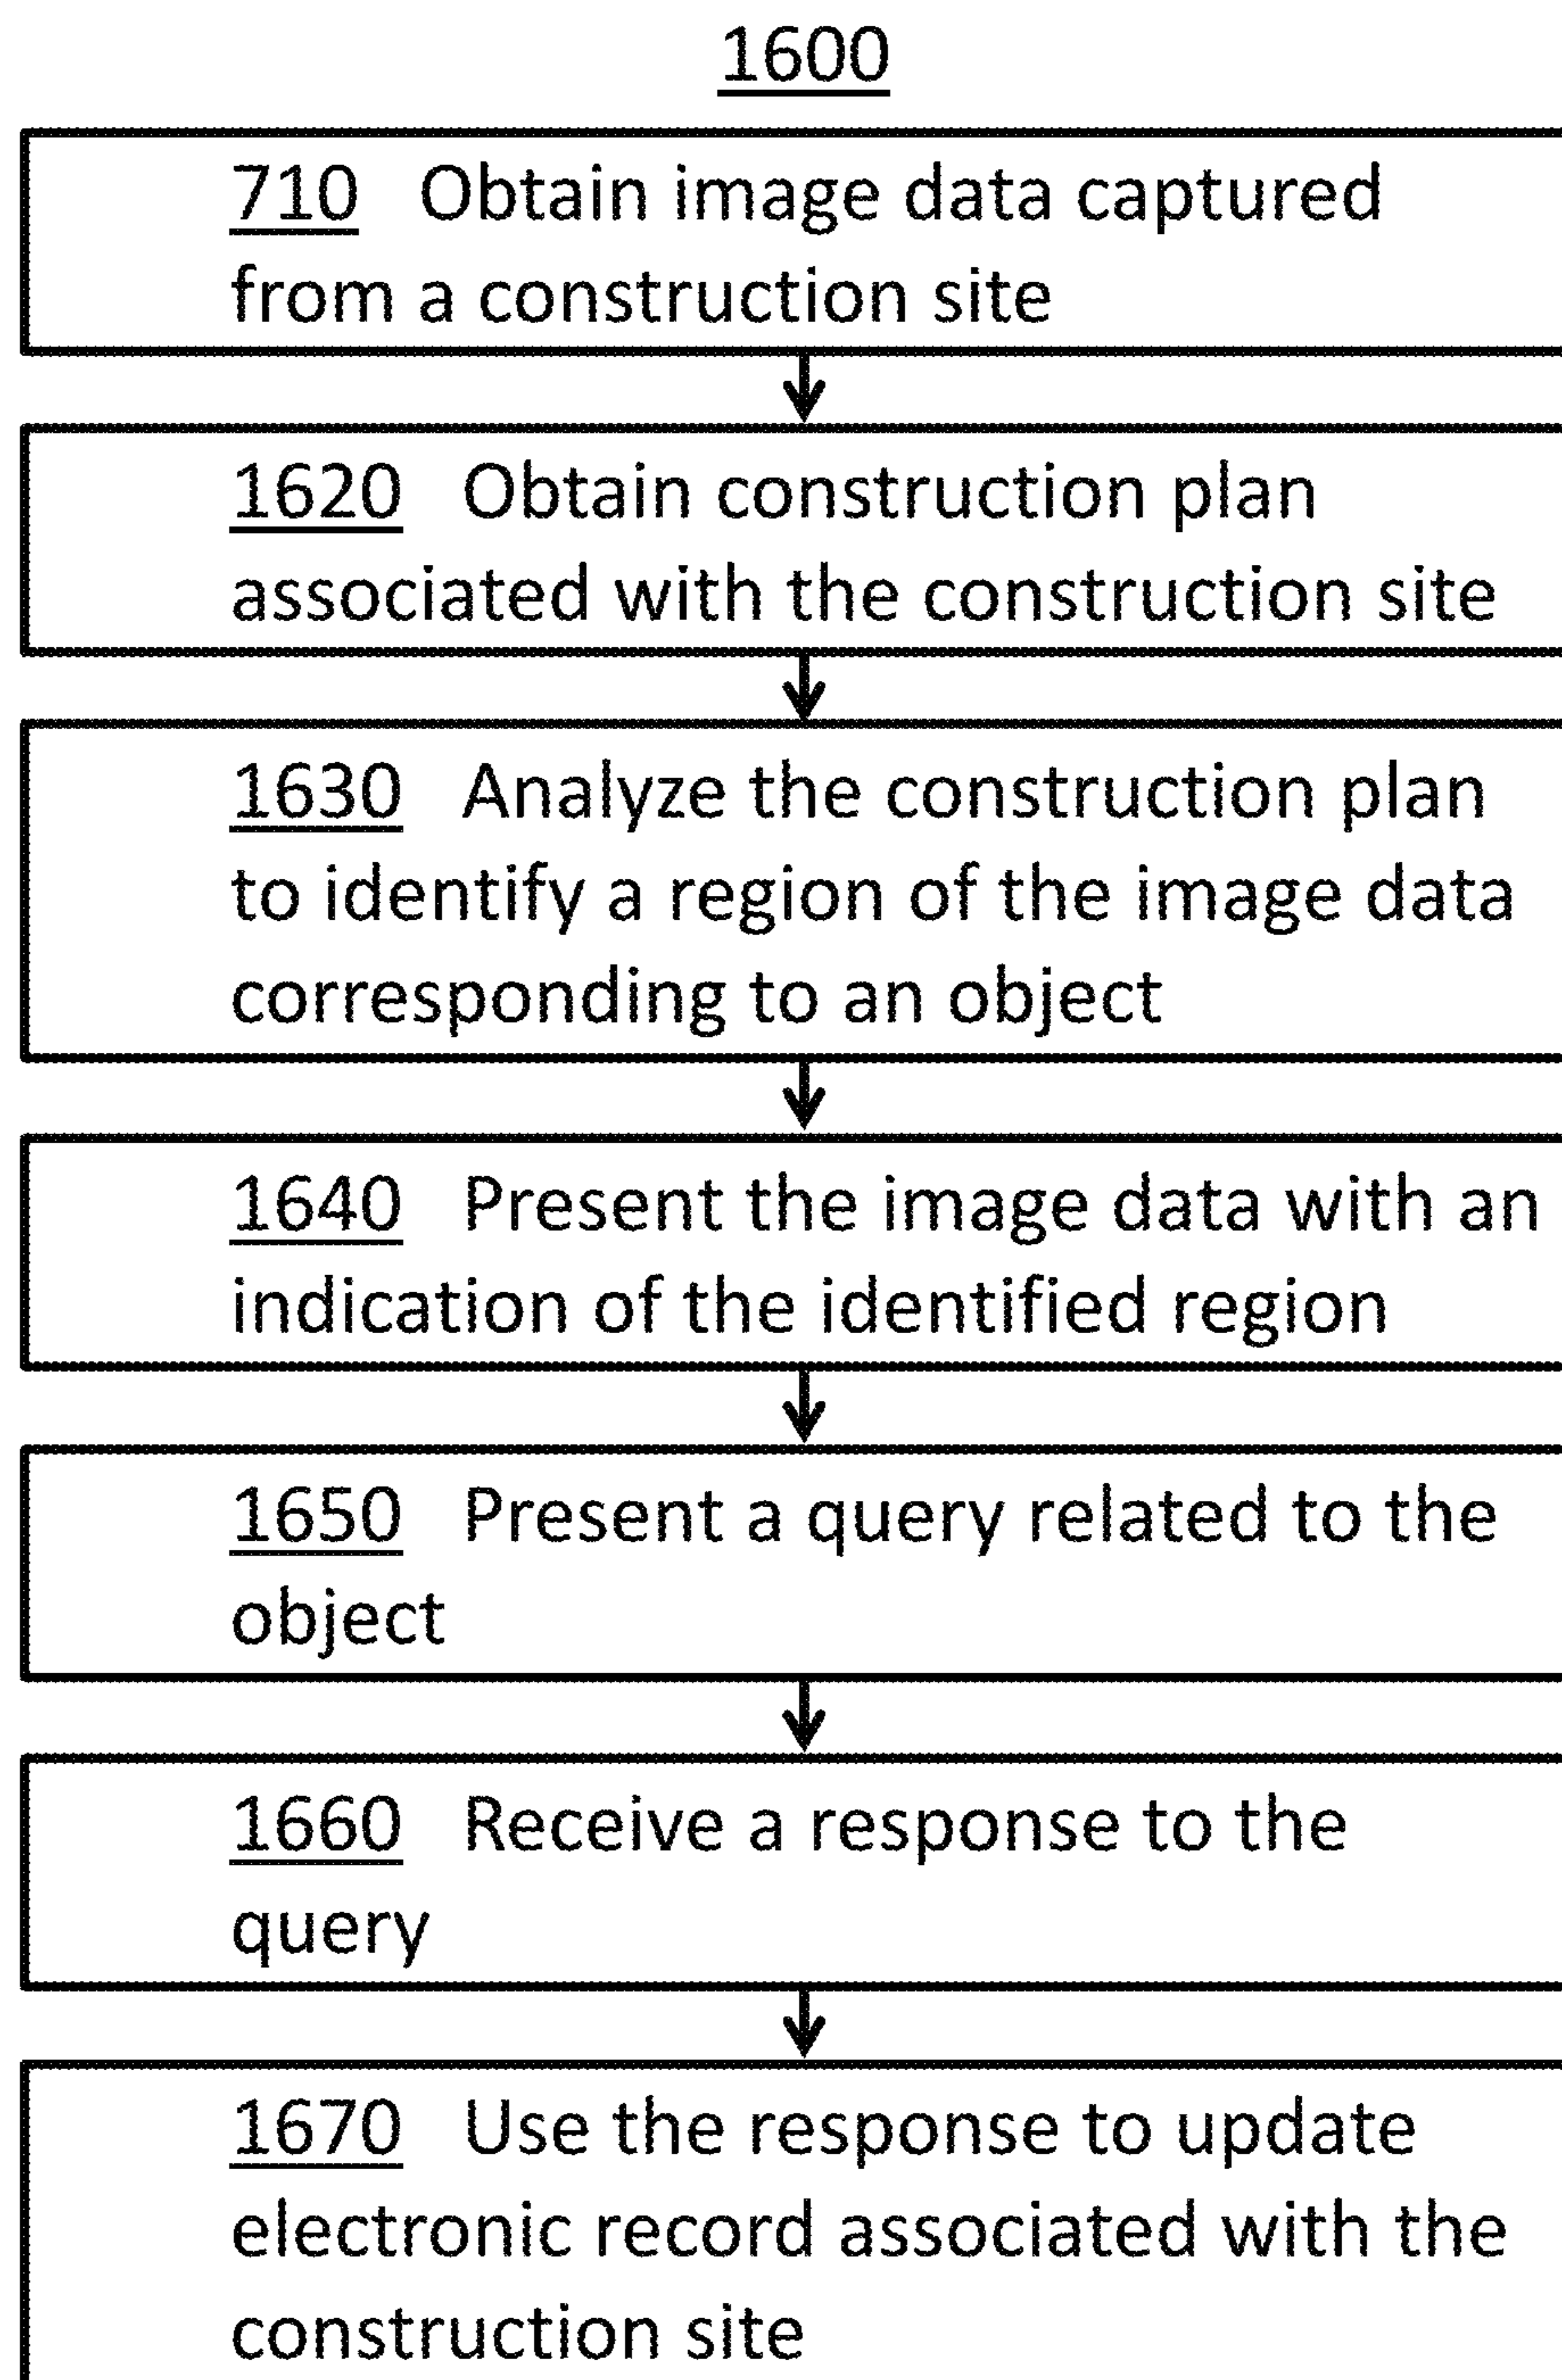 1600
710 Obtain image data captured
from a construction site
1620 Obtain construction plan
associated with the construction site
1630 Analyze the construction plan
to identify a region of the image data
corresponding to an object
1640 Present the image data with an
indication of the identified region
1650 Present a query related to the
object
1660 Receive a response to the
query
1670 Use the response to update
electronic record associated with the
construction site